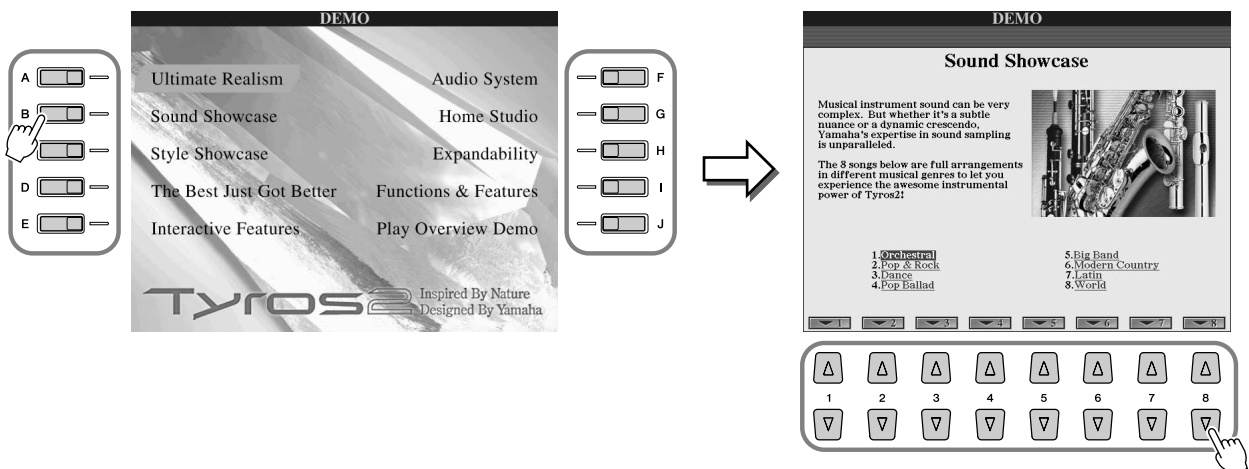 DEMO
A
B
D
E
Ultimate Realism
Sound Showcase
Style Showcase
The Best Just Got Better
Interactive Features
Audio System
Home Studio
Expandability
Functions & Features
Play Overview Demo
F
G
H
I
J
Tyros2
Inspired By Nature
Designed By Yamaha
DEMO
Sound Showcase
Musical instrument sound can be very
complex. But whether it's a subtle
nuance or a dynamic crescendo,
Yamaha's expertise in sound sampling
is unparalleled.
The 8 songs below are full arrangements
in different musical genres to let you
experience the awesome instrumental
power of Tyros2!
1.Orchestral
2.Pop & Rock
3.Dance
4.Pop Ballad
5.Big Band
6.Modern Country
7.Latin
8.World
1 2 3 4 5 6 7 8
1 2 3 4 5 6 7 8